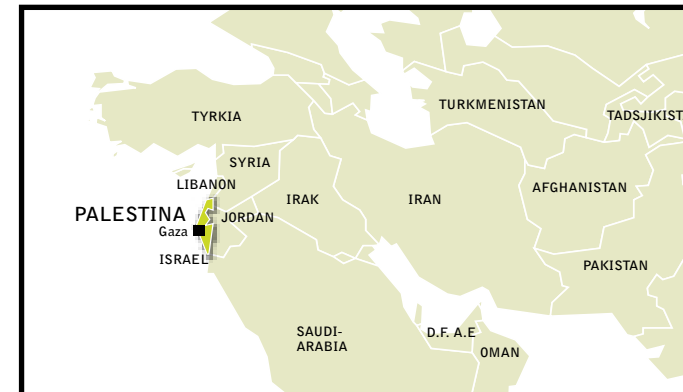 TURKMENISTAN
TYRKIA
TADSJIKIST
SYRIA
LIBANON
AFGHANISTAN
IRAK
IRAN
PALESTINA
JORDAN
Gaza
ISRAEL
PAKISTAN
SAUDI-
ARABIA
D.F. A.E
OMAN